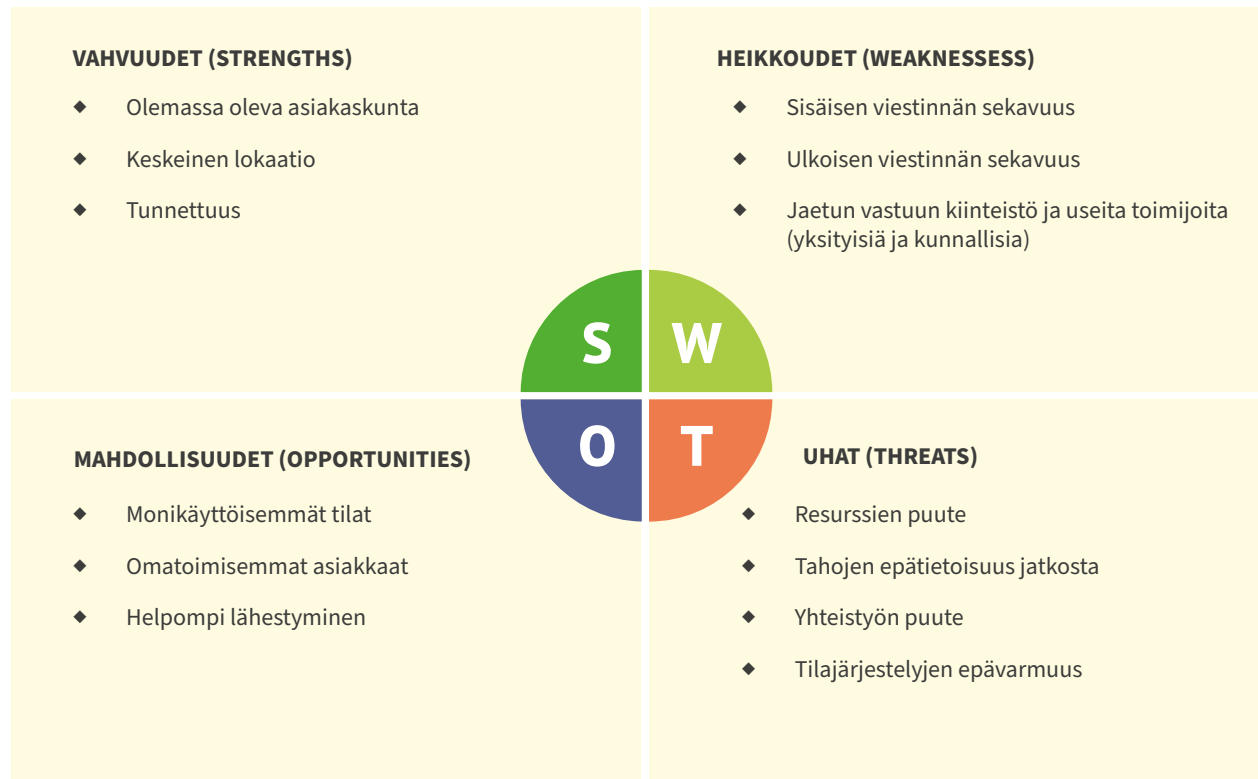 VAHVUUDET (STRENGTHS)
◆ Olemassa oleva asiakaskunta
◆ Keskeinen lokaatio
◆ Tunnettuus
HEIKKOUDET (WEAKNESSESS)
◆ Sisäisen viestinnän sekavuus
◆ Ulkoisen viestinnän sekavuus
◆ Jaetun vastuun kiinteistö ja useita toimijoita
(yksityisiä ja kunnallisia)
S
W
O
T
MAHDOLLISUUDET (OPPORTUNITIES)
◆ Monikäyttöisemmät tilat
◆ Omatoimisemmat asiakkaat
◆ Helpompi lähestyminen
UHAT (THREATS)
◆ Resurssien puute
◆ Tahojen epätietoisuus jatkosta
◆ Yhteistyön puute
◆ Tilajärjestelyjen epävarmuus